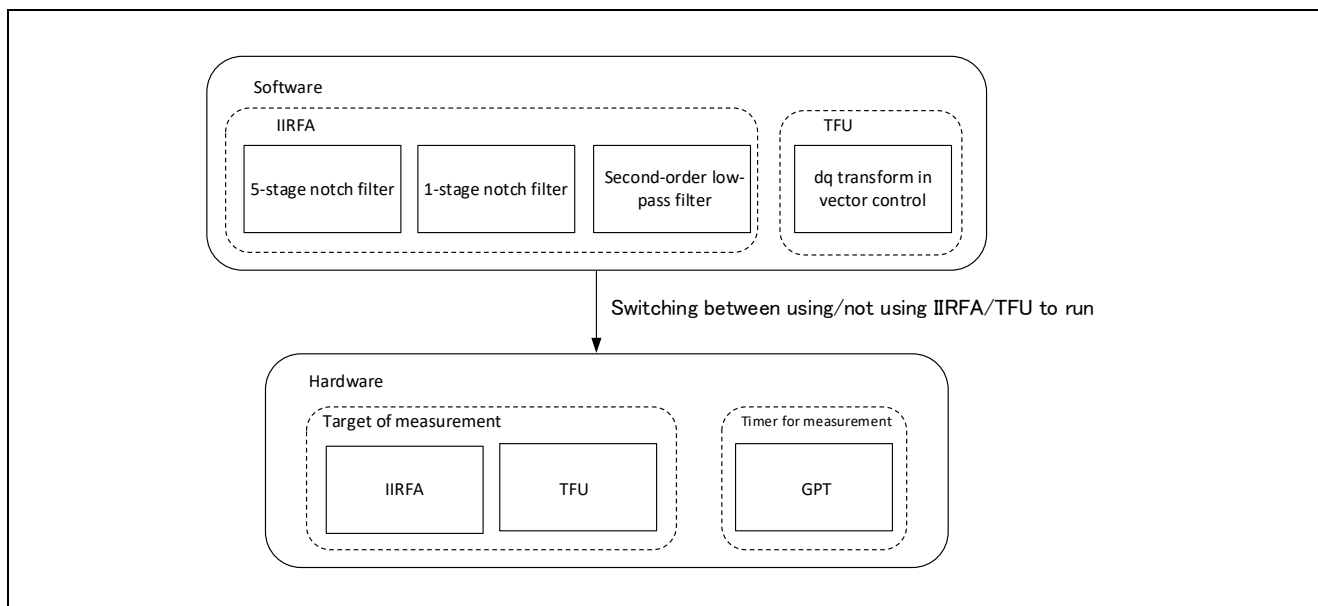 Software
IIRFA
TFU
5-stage notch filter
1-stage notch filter
Second-order low-
pass filter
dq transform in
vector control
Switching between using/not using IIRFA/TFU to run
Hardware
Target of measurement
Timer for measurement
IIRFA
TFU
GPT